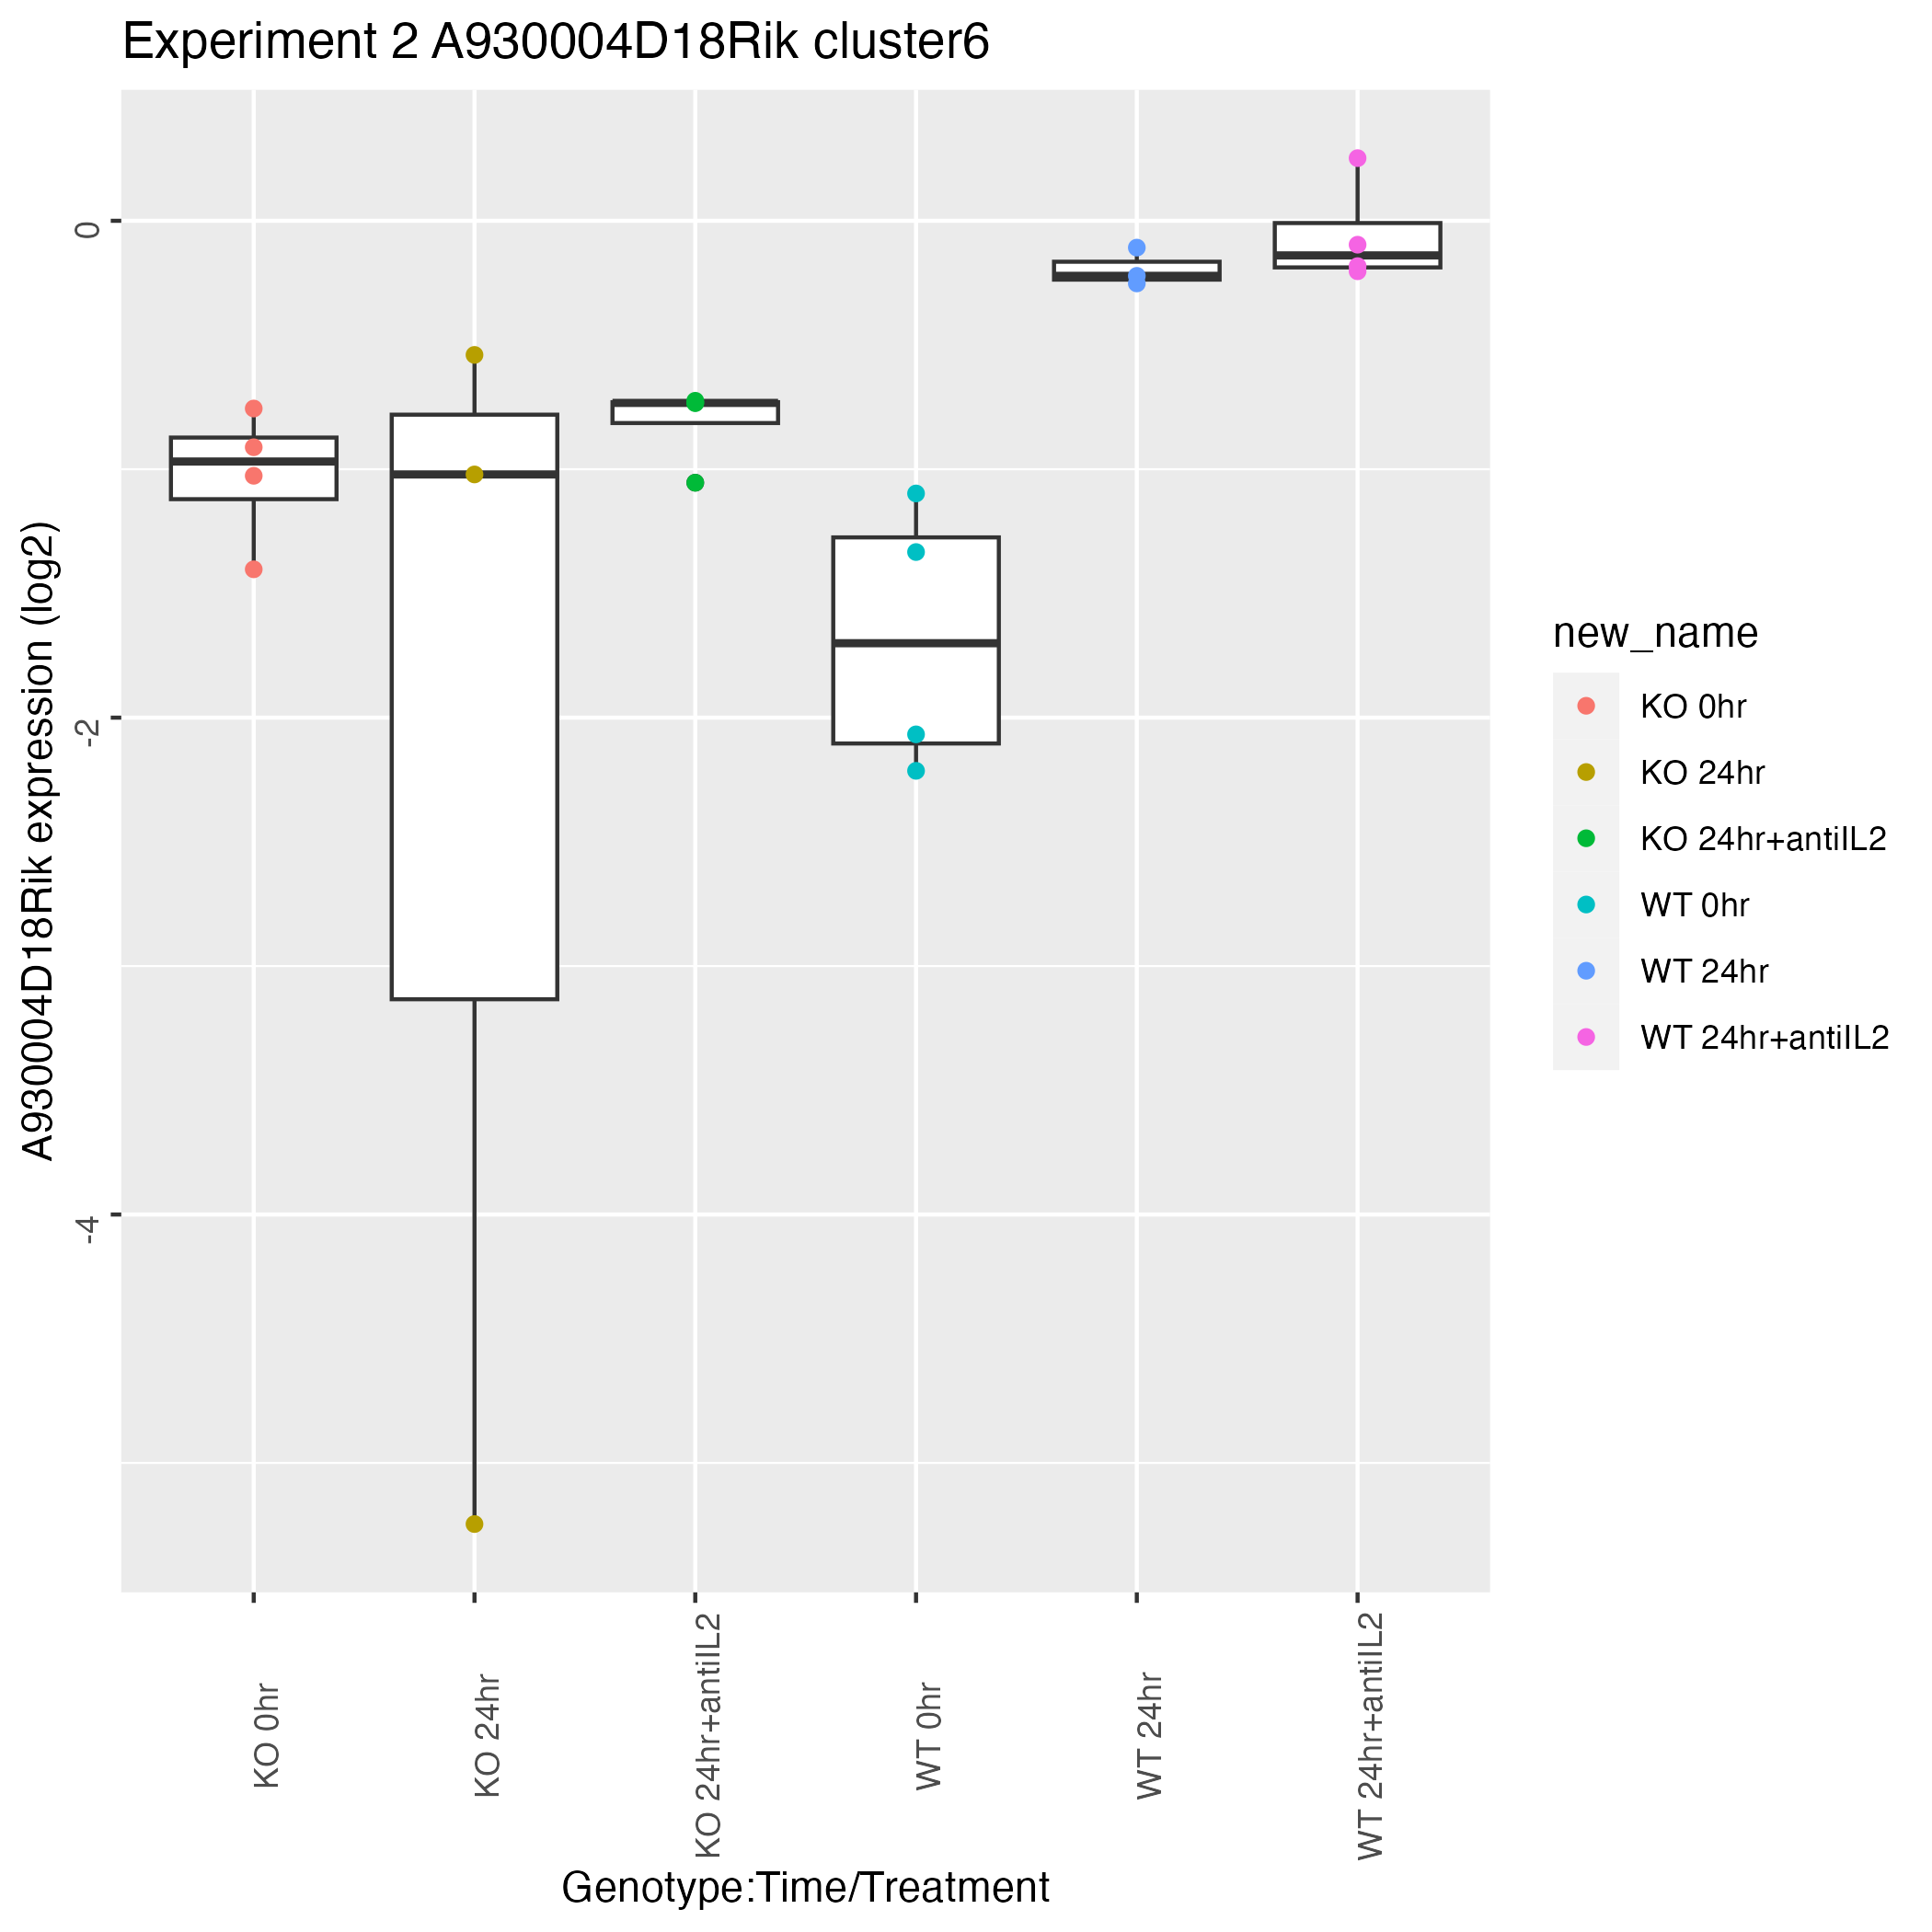 Experiment 2 A930004D18Rik cluster6
A930004D18Rik expression (log2)
0
-2
-4
KO 0hr
KO 24hr
KO 24hr+antiIL2
WT 0hr
WT 24hr
WT 24hr+antiIL2
Genotype:Time/Treatment
new_name
KO 0hr
KO 24hr
KO 24hr+antiIL2
WT 0hr
WT 24hr
WT 24hr+antiIL2